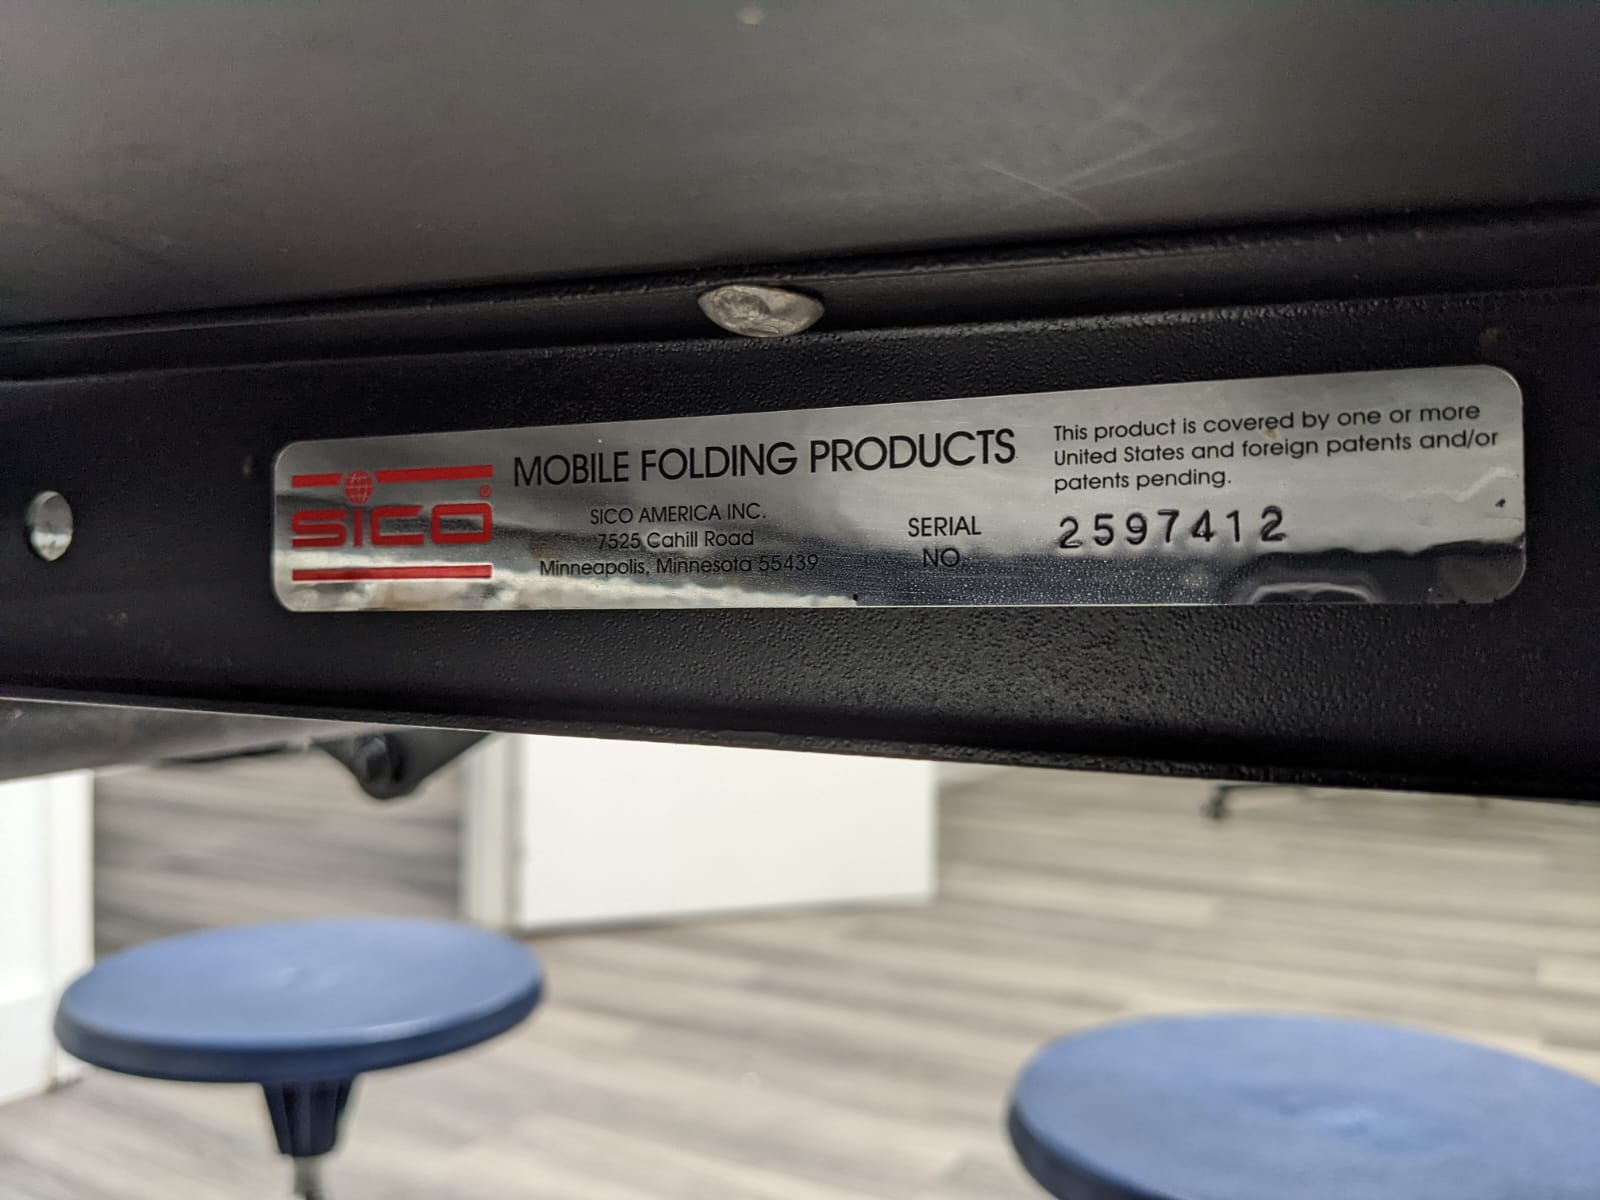 SICO®
MOBILE FOLDING PRODUCTS
SICO AMERICA INC.
7525 Cahill Road
Minneapolis, Minnesota 55439
SERIAL
NO.
2597412
This product is covered by one or more
United States and foreign patents and/or
patents pending.